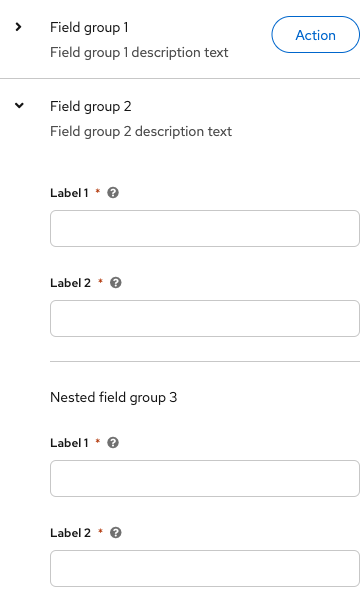 Field group 1
Action
Field group 1 description text
Field group 2
Field group 2 description text
Label 1 *
Label 2 *
Nested field group 3
Label 1 *
Label 2 *